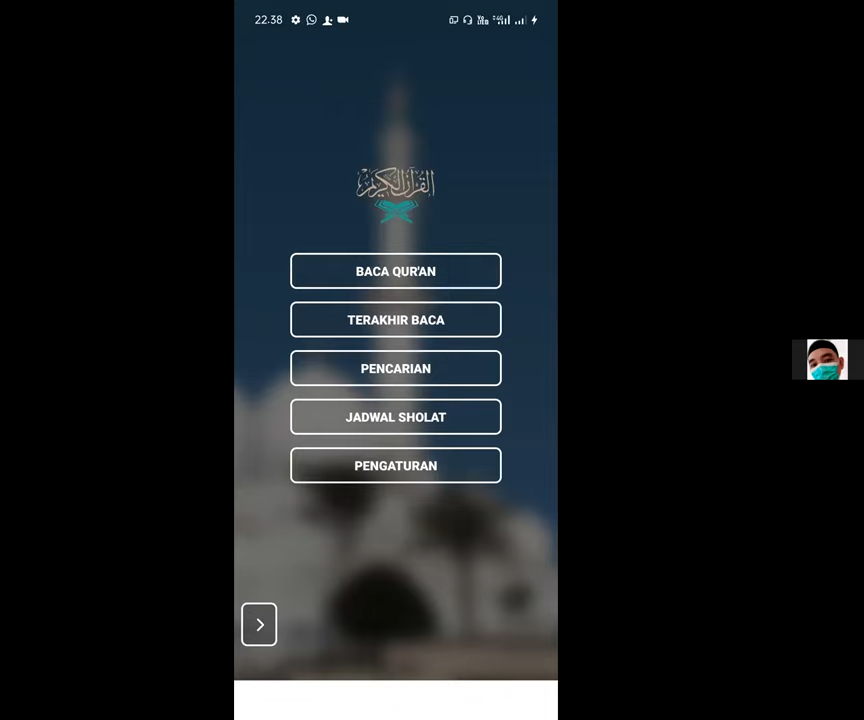 22.38
القرآن الكريم
BACA QUR'AN
TERAKHIR BACA
PENCARIAN
JADWAL SHOLAT
PENGATURAN